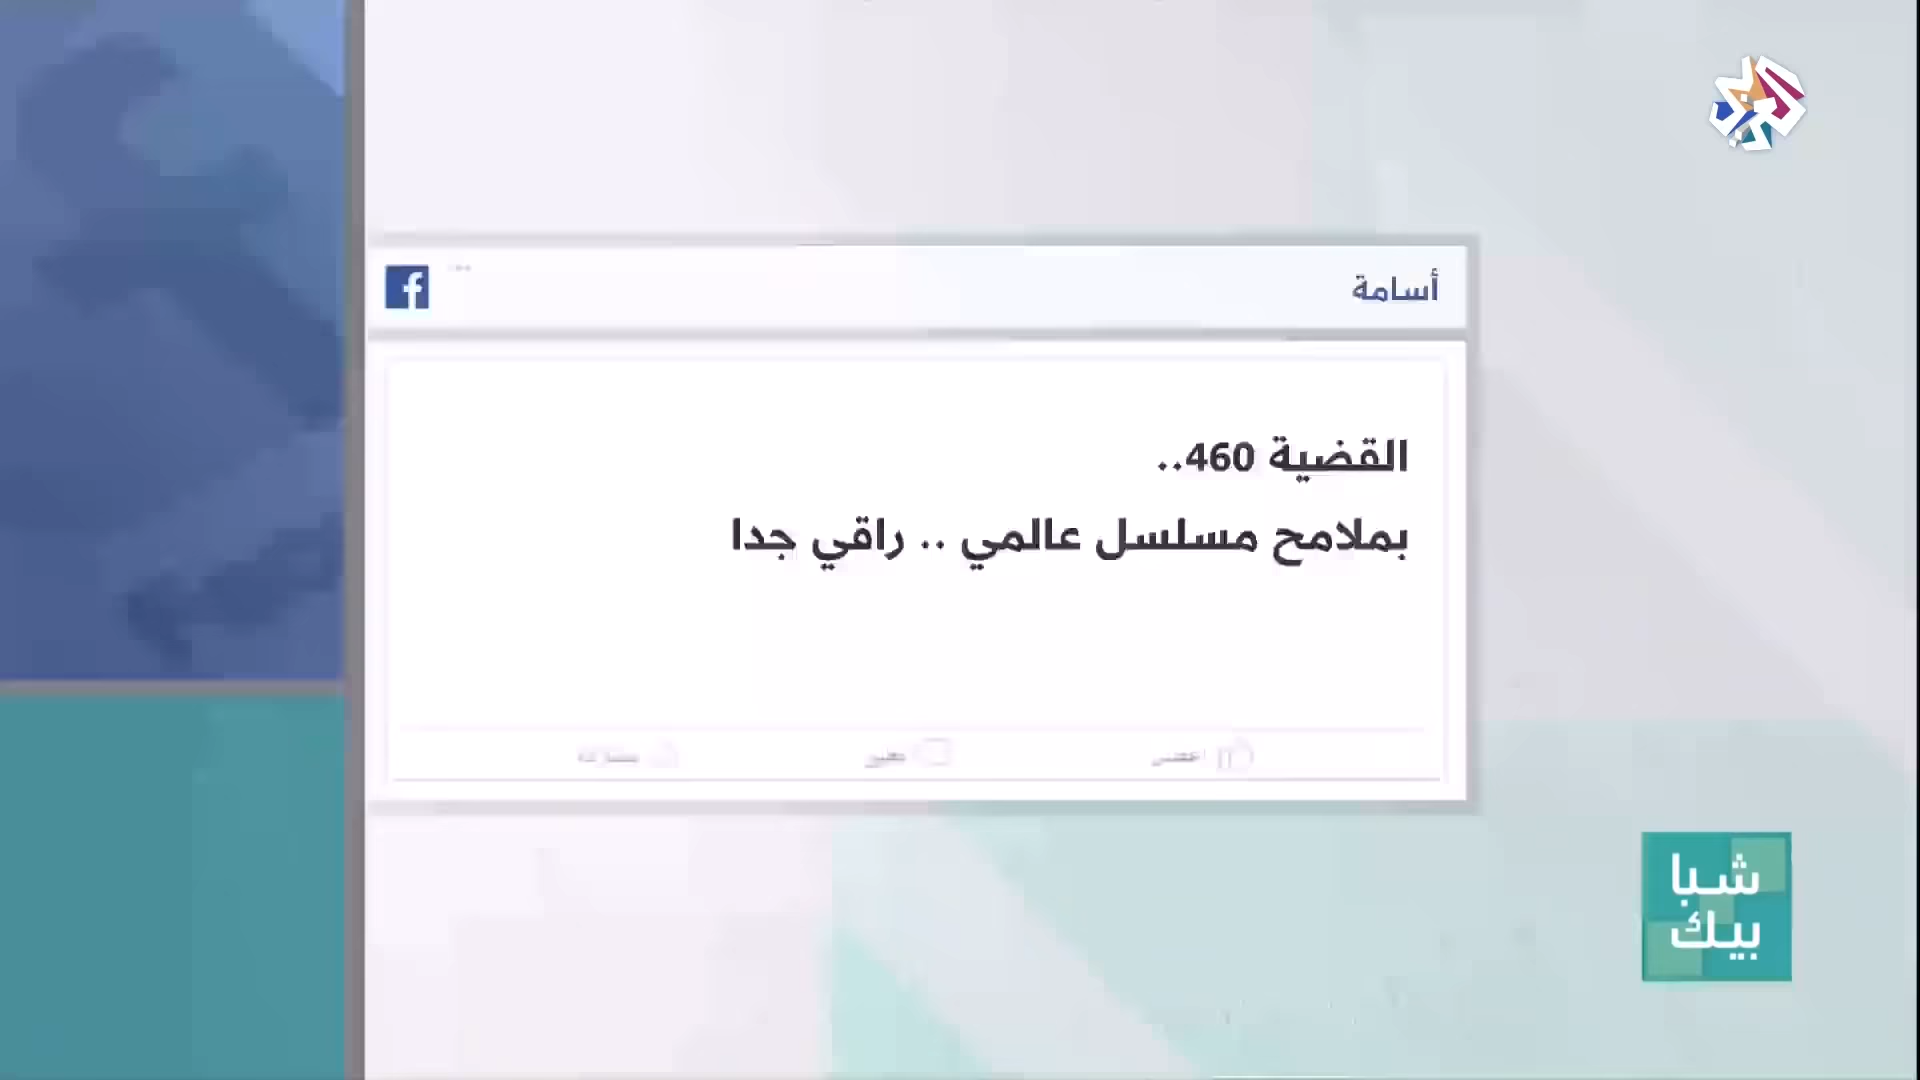 أسامة
القضية 460..
بملامح مسلسل عالمي .. راقي جدا
شبا
بيك